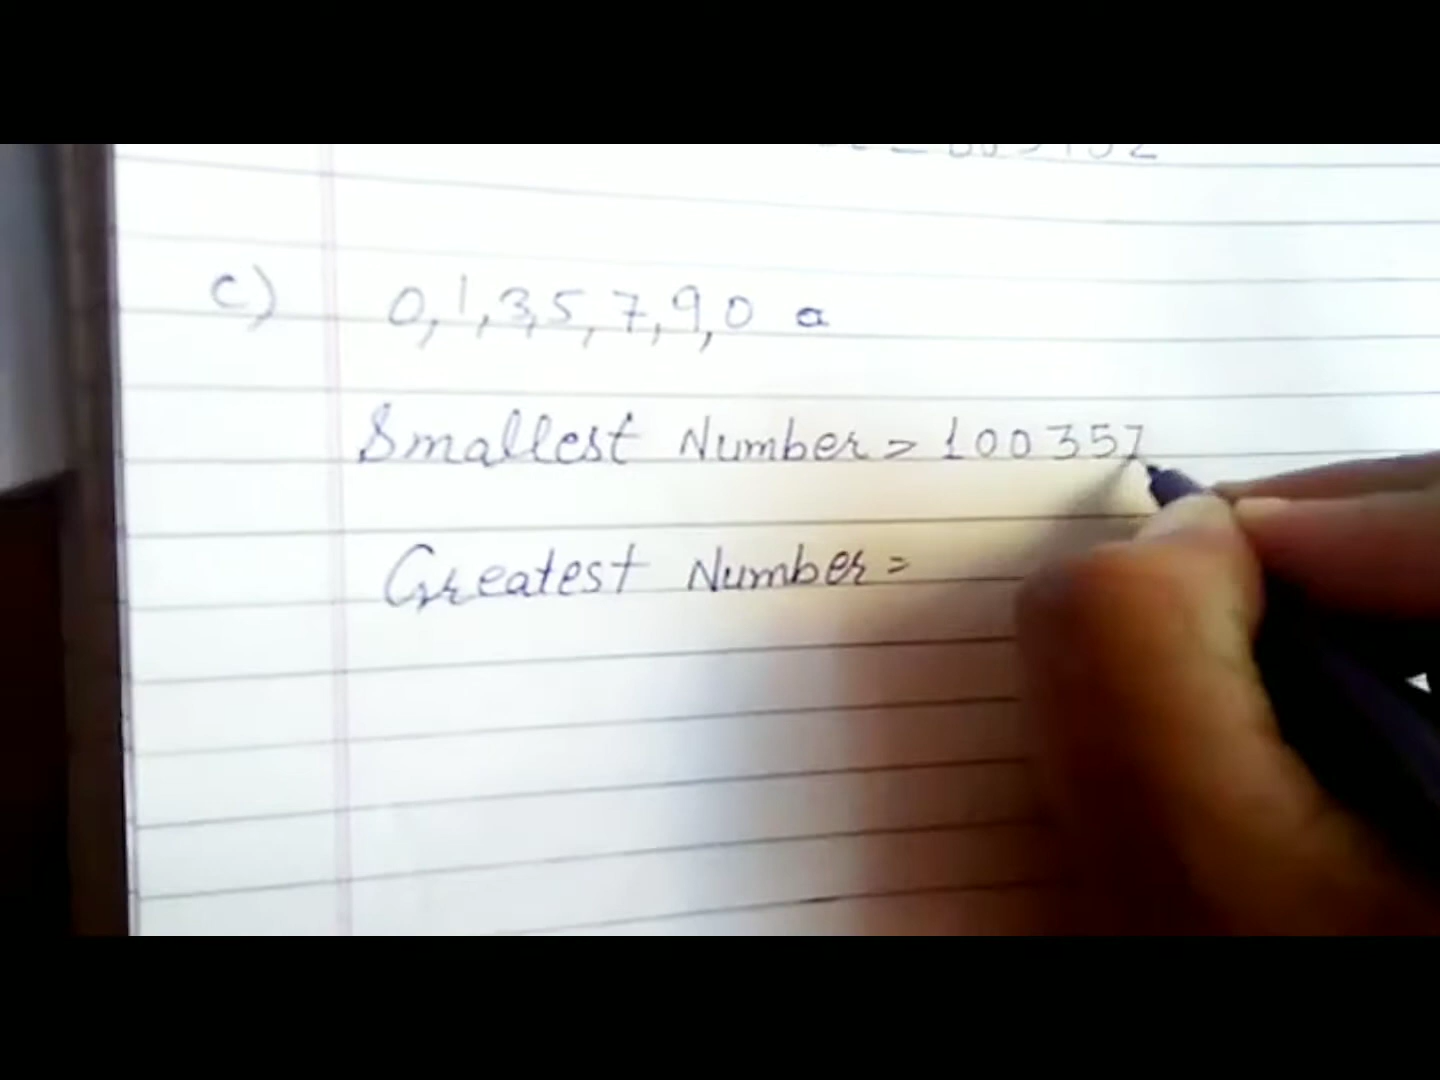 c) 0,1,3,5,7,9,0 a
Smallest Number = 100357
Greatest Number =